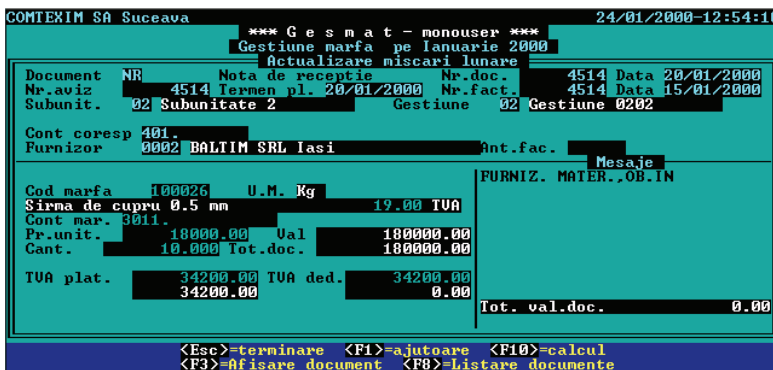 COMTEXIM SA Suceava 24/01/2000-12:54:1
*** G e s m a t - monouser ***
Gestiune marfa pe Ianuarie 2000
Actualizare miscari lunare
Document NR Nota de receptie Nr.doc. 4514 Data 20/01/2000
Nr.aviz 4514 Termen pl. 20/01/2000 Nr.fact. 4514 Data 15/01/2000
Subunit. 02 Subunitate 2 Gestiune 02 Gestiune 0202
Cont coresp 401.
Furnizor 0002 BALTIM SRL Iasi Ant.fac.
Mesaje
FURNIZ. MATER.,OB.IN
Cod marfa 100026 U.M. Kg
Sirma de cupru 0.5 mm 19.00 TVA
Cont mar. 3011.
Pr.unit. 18000.00 Val 180000.00
Cant. 10.000 Tot.doc. 180000.00
TVA plat. 34200.00 TVA ded. 34200.00
34200.00 0.00
Tot. val.doc. 0.00
<Esc>=terminare <F1>=ajutoare <F10>=calcul
<F3>=Afisare document <F8>=Listare documente